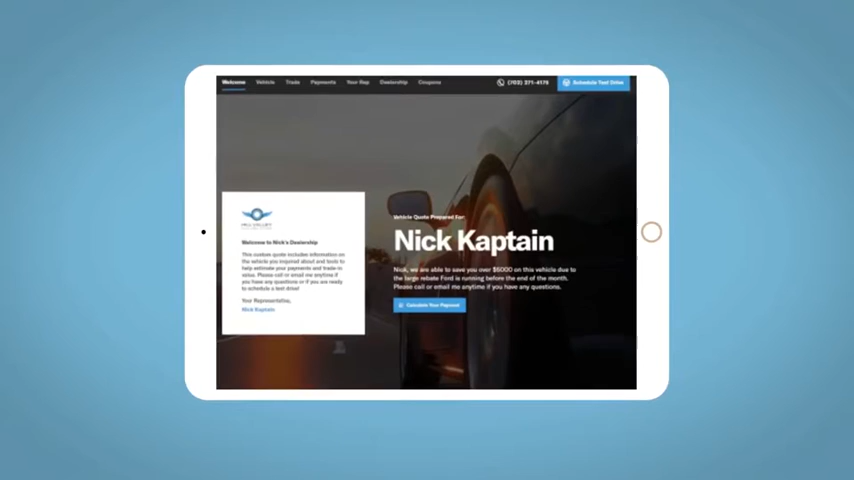 Welcome Vehicle Trade Payments Your Rep Dealership Coupons (702) 271-4175 Schedule Test Drive
Welcome to Nick's Dealership
This custom quote includes information on
the vehicle you inquired about and tools to
help estimate your payments and trade-in
value. Please call or email me anytime if
you have any questions or if you are ready
to schedule a test drive!
Your Representative,
Nick Kaptain
Vehicle Quote Prepared For:
Nick Kaptain
Nick, we are able to save you over $6000 on this vehicle due to
the large rebate Ford is running before the end of the month.
Please call or email me anytime if you have any questions.
Calculate Your Payment